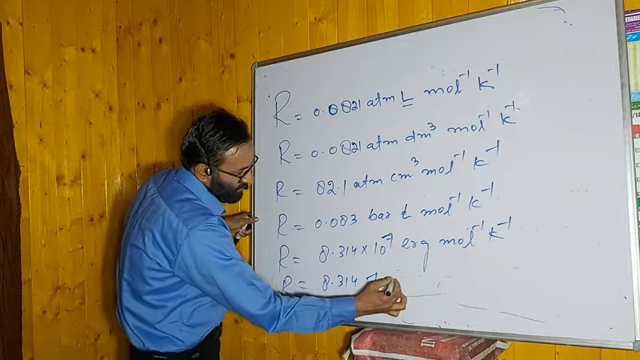 R = 0.0821 atm L mol⁻¹ k⁻¹
R = 0.0821 atm dm³ mol⁻¹ k⁻¹
R = 82.1 atm cm³ mol⁻¹ k⁻¹
R = 0.083 bar L mol⁻¹ k⁻¹
R = 8.314 × 10⁷ erg mol⁻¹ k⁻¹
R = 8.314 J